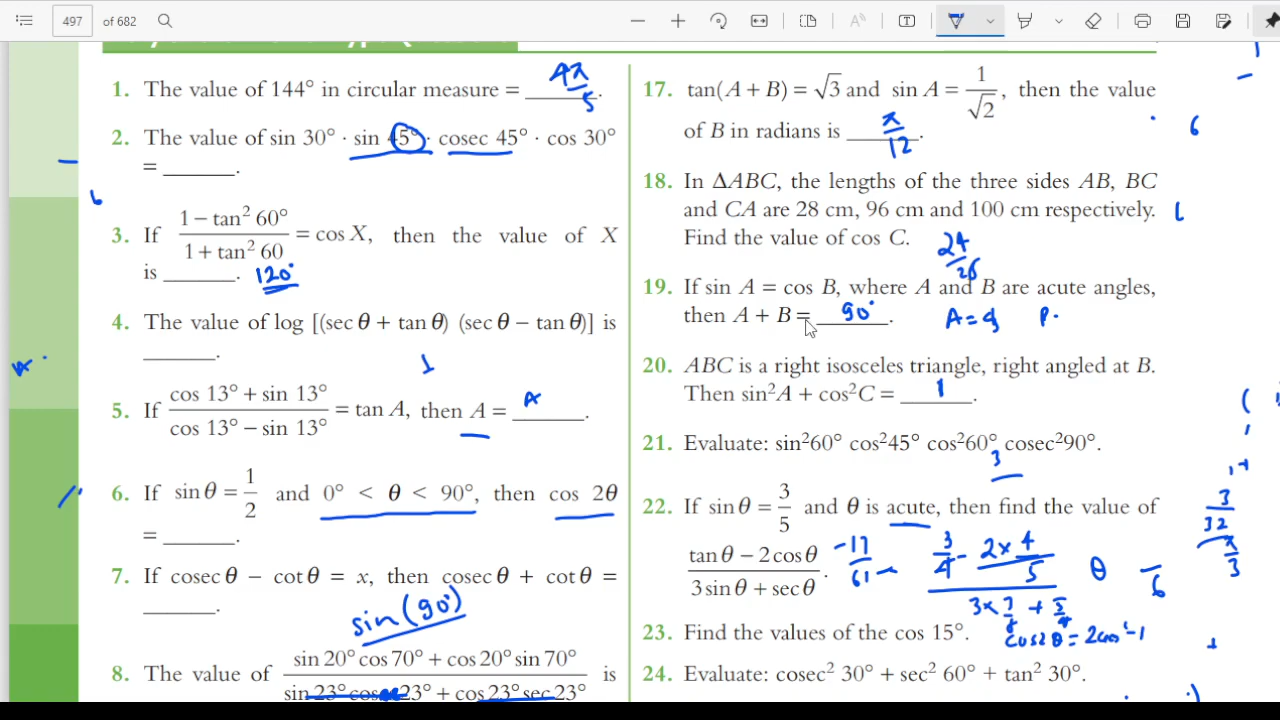 497 of 682
1. The value of 144° in circular measure = ______. 4π/5
2. The value of sin 30° · sin 45° · cosec 45° · cos 30°
= ______.
3. If (1 − tan² 60°)/(1 + tan² 60) = cos X, then the value of X
is ______. 120°
4. The value of log [(sec θ + tan θ) (sec θ − tan θ)] is
______.
1
5. If (cos 13° + sin 13°)/(cos 13° − sin 13°) = tan A, then A = ______.
6. If sin θ = 1/2 and 0° < θ < 90°, then cos 2θ
= ______.
7. If cosec θ − cot θ = x, then cosec θ + cot θ =
______.
sin(90°)
8. The value of (sin 20° cos 70° + cos 20° sin 70°)/(sin 23° cosec 23° + cos 23° sec 23°) is
17. tan(A + B) = √3 and sin A = 1/√2, then the value
of B in radians is ______. π/12
18. In ΔABC, the lengths of the three sides AB, BC
and CA are 28 cm, 96 cm and 100 cm respectively.
Find the value of cos C. 24/
19. If sin A = cos B, where A and B are acute angles,
then A + B = ______. 90°
20. ABC is a right isosceles triangle, right angled at B.
Then sin²A + cos²C = ______. 1
21. Evaluate: sin²60° cos²45° cos²60° cosec²90°.
3
3/32
22. If sin θ = 3/5 and θ is acute, then find the value of
(tan θ − 2 cos θ)/(3 sin θ + sec θ). −17/61
π/3
23. Find the values of the cos 15°. cos2θ = 2cos²−1
24. Evaluate: cosec² 30° + sec² 60° + tan² 30°.